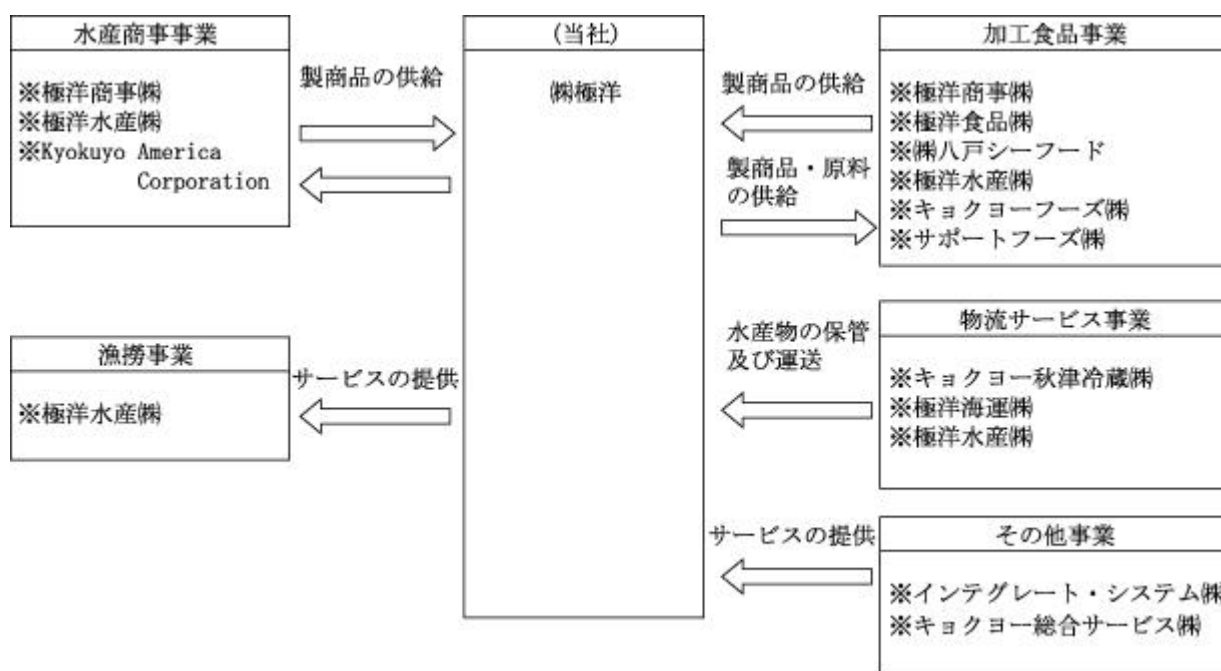 水産商事事業
※極洋商事㈱
※極洋水産㈱
※Kyokuyo America
Corporation
製商品の供給
漁撈事業
※極洋水産㈱
サービスの提供
(当社)
㈱極洋
製商品の供給
製商品・原料
の供給
加工食品事業
※極洋商事㈱
※極洋食品㈱
※㈱八戸シーフード
※極洋水産㈱
※キョクヨーフーズ㈱
※サポートフーズ㈱
水産物の保管
及び運送
物流サービス事業
※キョクヨー秋津冷蔵㈱
※極洋海運㈱
※極洋水産㈱
サービスの提供
その他事業
※インテグレート・システム㈱
※キョクヨー総合サービス㈱